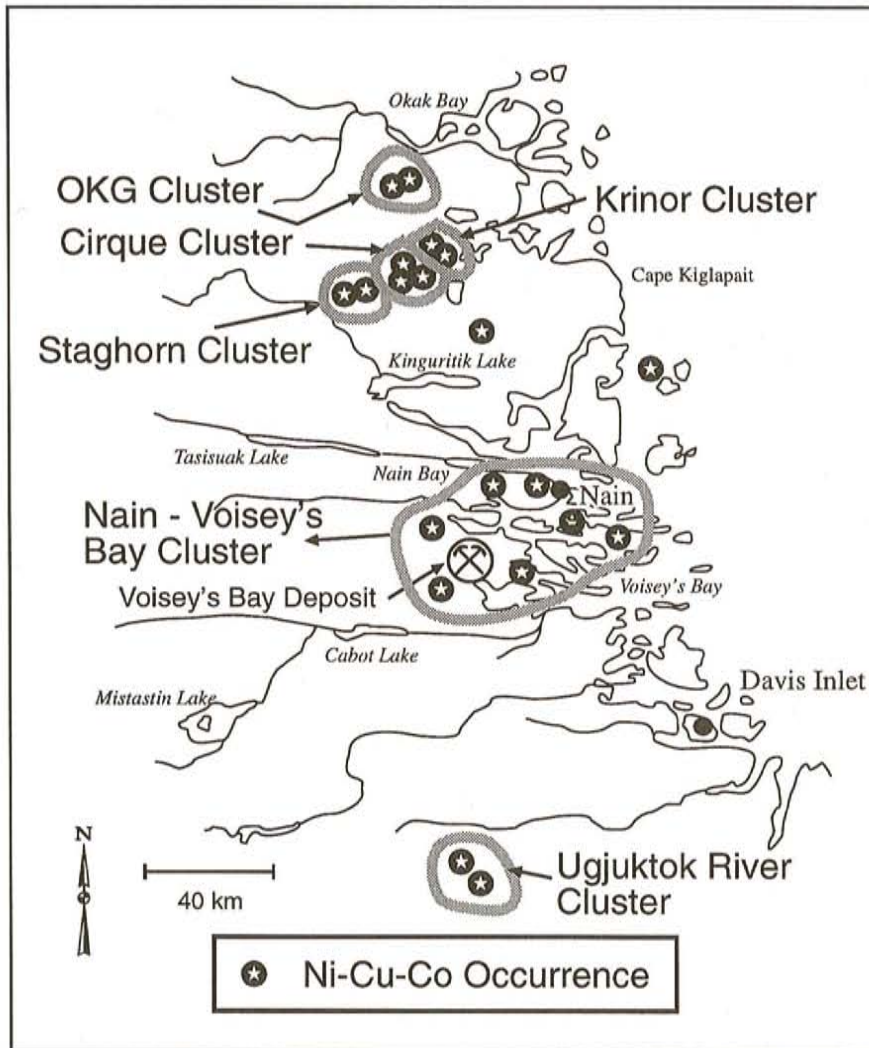 Okak Bay
OKG Cluster
Krinor Cluster
Cirque Cluster
Cape Kiglapait
Staghorn Cluster
Kinguritik Lake
Tasisuak Lake
Nain Bay
Nain
Nain - Voisey's
Bay Cluster
Voisey's Bay Deposit
Voisey's Bay
Cabot Lake
Davis Inlet
Mistastin Lake
N
40 km
Ugjuktok River
Cluster
Ni-Cu-Co Occurrence